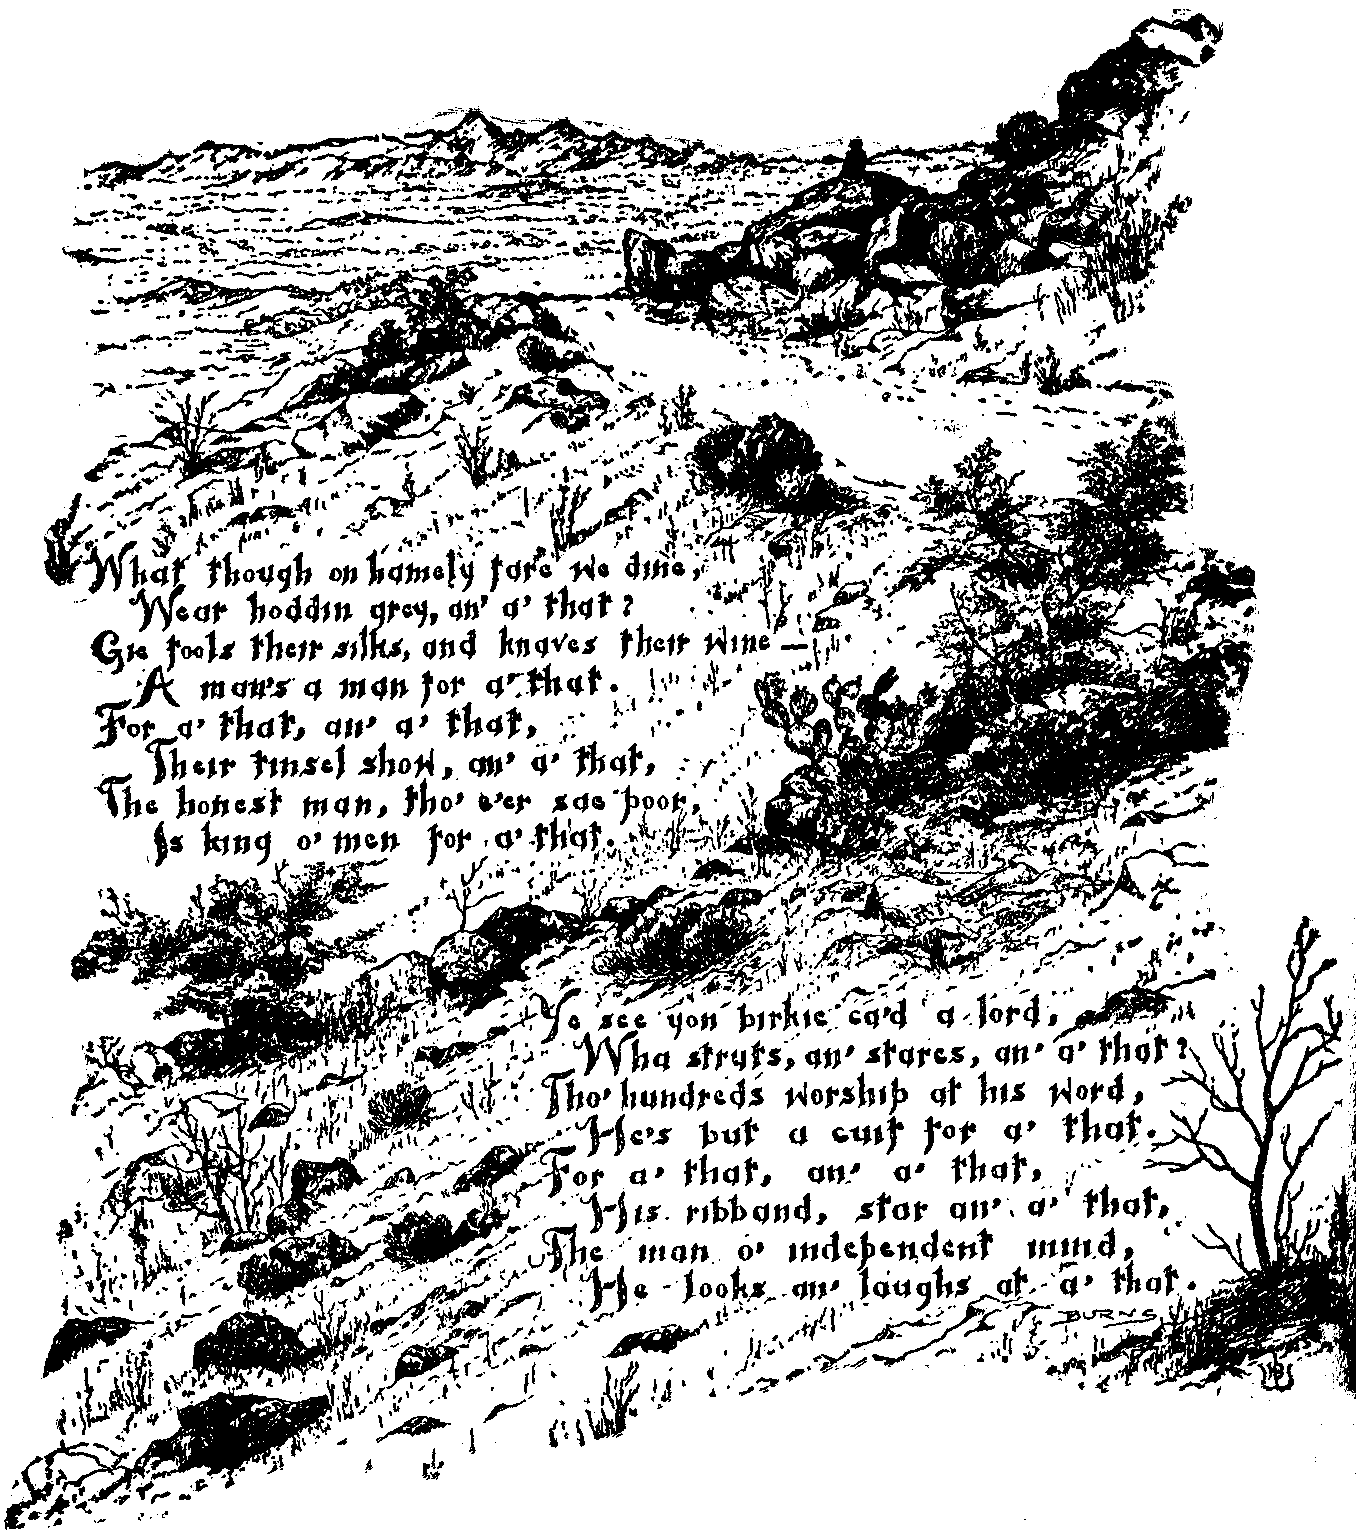 What though on hamely fare we dine,
Wear hoddin grey, an' a' that?
Gie fools their silks, and knaves their wine—
A man's a man for a' that.
For a' that, an' a' that,
Their tinsel show, an' a' that,
The honest man, tho' e'er sae poor,
Is king o' men for a' that.
Ye see yon birkie ca'd a lord,
Wha struts, an' stares, an' a' that?
Tho' hundreds worship at his word,
He's but a cuif for a' that.
For a' that, an' a' that,
His ribband, star an' a' that,
The man o' independent mind,
He looks an' laughs at a' that.
BURNS